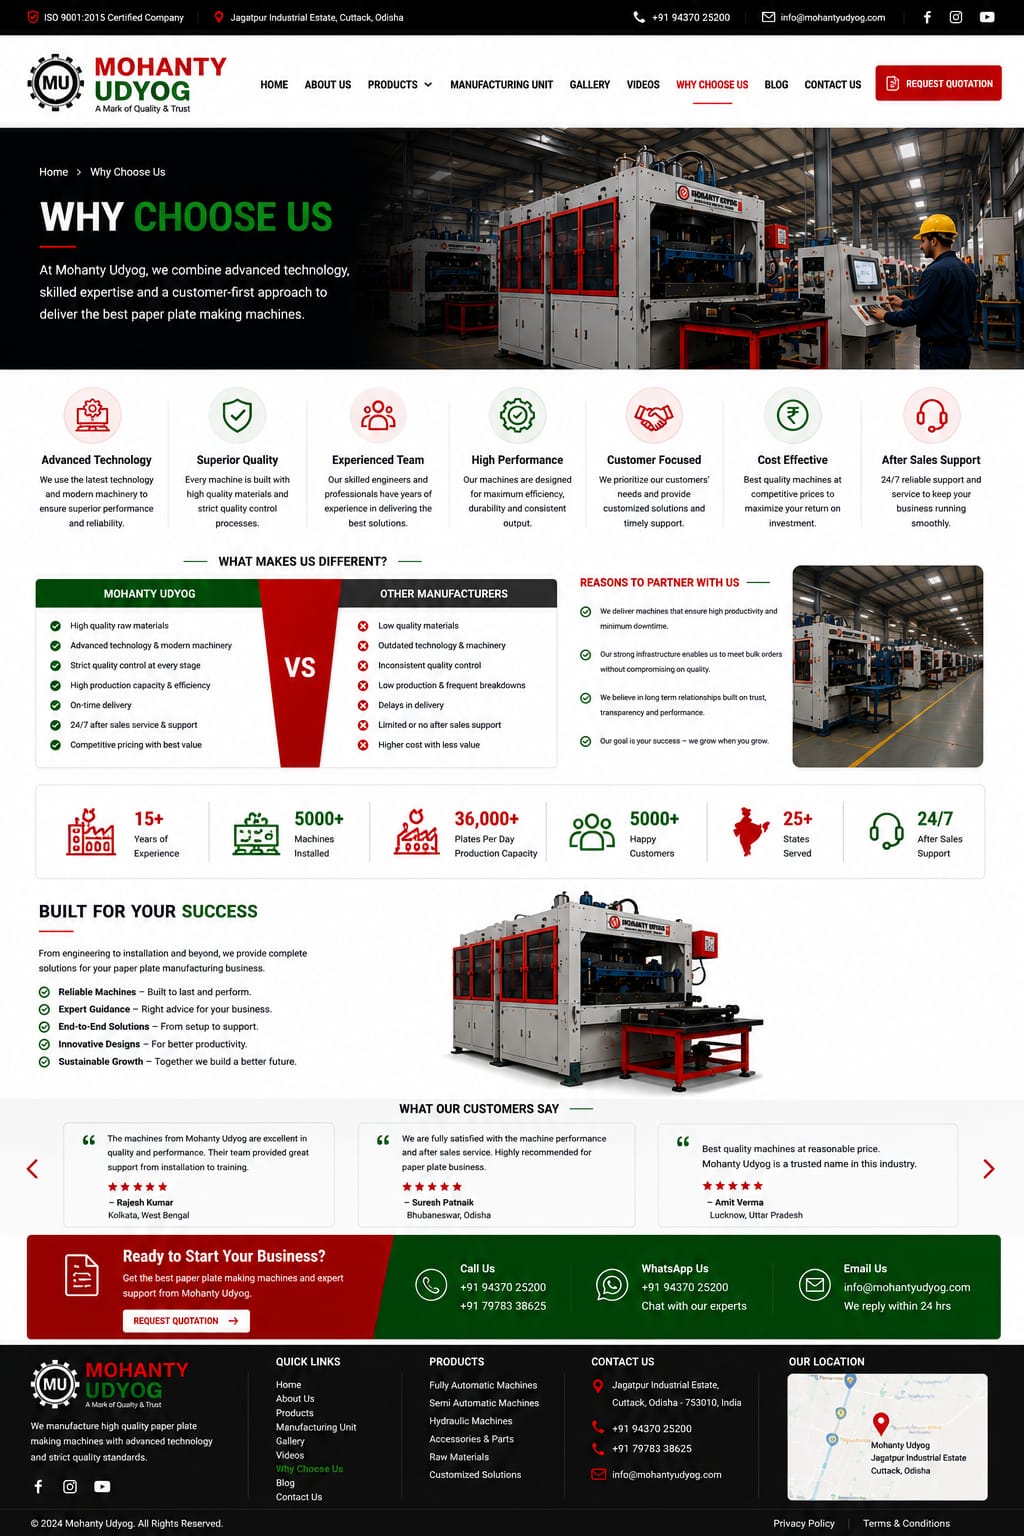 ISO 9001:2015 Certified Company
Jagatpur Industrial Estate, Cuttack, Odisha
+91 94370 25200
info@mohantyudyog.com
MU
MOHANTY
UDYOG
A Mark of Quality & Trust
HOME
ABOUT US
PRODUCTS
MANUFACTURING UNIT
GALLERY
VIDEOS
WHY CHOOSE US
BLOG
CONTACT US
REQUEST QUOTATION
Home > Why Choose Us
WHY CHOOSE US
At Mohanty Udyog, we combine advanced technology,
skilled expertise and a customer-first approach to
deliver the best paper plate making machines.
Advanced Technology
We use the latest technology
and modern machinery to
ensure superior performance
and reliability.
Superior Quality
Every machine is built with
high quality materials and
strict quality control
processes.
Experienced Team
Our skilled engineers and
professionals have years of
experience in delivering the
best solutions.
High Performance
Our machines are designed
for maximum efficiency,
durability and consistent
output.
Customer Focused
We prioritize our customers'
needs and provide
customized solutions and
timely support.
Cost Effective
Best quality machines at
competitive prices to
maximize your return on
investment.
After Sales Support
24/7 reliable support and
service to keep your
business running
smoothly.
WHAT MAKES US DIFFERENT?
MOHANTY UDYOG
High quality raw materials
Advanced technology & modern machinery
Strict quality control at every stage
High production capacity & efficiency
On-time delivery
24/7 after sales service & support
Competitive pricing with best value
VS
OTHER MANUFACTURERS
Low quality materials
Outdated technology & machinery
Inconsistent quality control
Low production & frequent breakdowns
Delays in delivery
Limited or no after sales support
Higher cost with less value
REASONS TO PARTNER WITH US
We deliver machines that ensure high productivity and
minimum downtime.
Our strong infrastructure enables us to meet bulk orders
without compromising on quality.
We believe in long term relationships built on trust,
transparency and performance.
Our goal is your success – we grow when you grow.
15+
Years of
Experience
5000+
Machines
Installed
36,000+
Plates Per Day
Production Capacity
5000+
Happy
Customers
25+
States
Served
24/7
After Sales
Support
BUILT FOR YOUR SUCCESS
From engineering to installation and beyond, we provide complete
solutions for your paper plate manufacturing business.
Reliable Machines – Built to last and perform.
Expert Guidance – Right advice for your business.
End-to-End Solutions – From setup to support.
Innovative Designs – For better productivity.
Sustainable Growth – Together we build a better future.
WHAT OUR CUSTOMERS SAY
The machines from Mohanty Udyog are excellent in
quality and performance. Their team provided great
support from installation to training.
– Rajesh Kumar
Kolkata, West Bengal
We are fully satisfied with the machine performance
and after sales service. Highly recommended for
paper plate business.
– Suresh Patnaik
Bhubaneswar, Odisha
Best quality machines at reasonable price.
Mohanty Udyog is a trusted name in this industry.
– Amit Verma
Lucknow, Uttar Pradesh
Ready to Start Your Business?
Get the best paper plate making machines and expert
support from Mohanty Udyog.
REQUEST QUOTATION →
Call Us
+91 94370 25200
+91 79783 38625
WhatsApp Us
+91 94370 25200
Chat with our experts
Email Us
info@mohantyudyog.com
We reply within 24 hrs
MU
MOHANTY
UDYOG
A Mark of Quality & Trust
We manufacture high quality paper plate
making machines with advanced technology
and strict quality standards.
QUICK LINKS
Home
About Us
Products
Manufacturing Unit
Gallery
Videos
Why Choose Us
Blog
Contact Us
PRODUCTS
Fully Automatic Machines
Semi Automatic Machines
Hydraulic Machines
Accessories & Parts
Raw Materials
Customized Solutions
CONTACT US
Jagatpur Industrial Estate,
Cuttack, Odisha - 753010, India
+91 94370 25200
+91 79783 38625
info@mohantyudyog.com
OUR LOCATION
Mohanty Udyog
Jagatpur Industrial Estate
Cuttack, Odisha
© 2024 Mohanty Udyog. All Rights Reserved.
Privacy Policy
Terms & Conditions